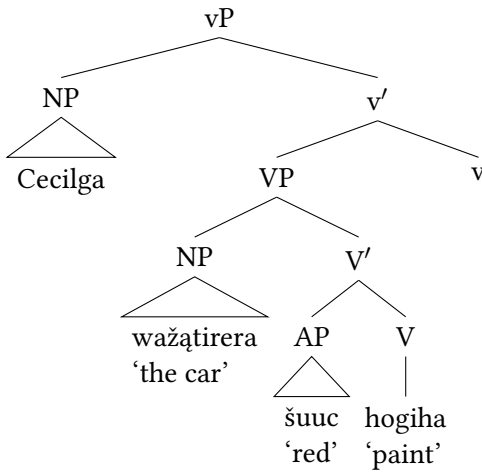 vP
NP v′
Cecilga VP v
NP V′
wažątirera AP V
‘the car’
šuuc hogiha
‘red’ ‘paint’